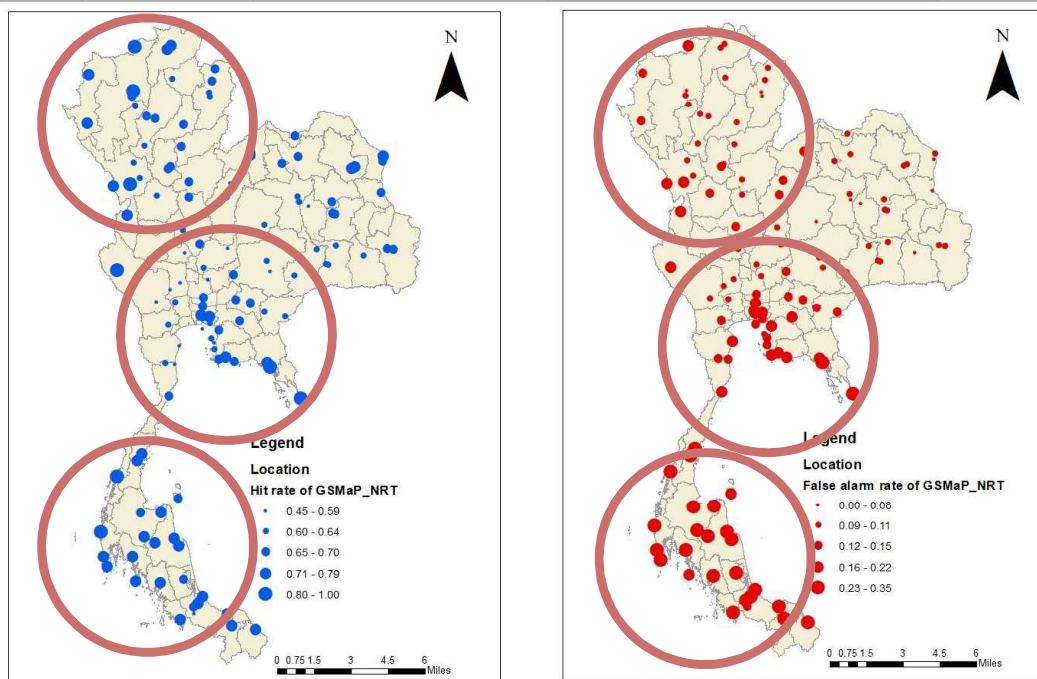 N
Legend
Location
Hit rate of GSMaP_NRT
0.45 - 0.59
0.60 - 0.64
0.65 - 0.70
0.71 - 0.79
0.80 - 1.00
0 0.75 1.5 3 4.5 6
Miles
N
Legend
Location
False alarm rate of GSMaP_NRT
0.00 - 0.08
0.09 - 0.11
0.12 - 0.15
0.16 - 0.22
0.23 - 0.35
0 0.75 1.5 3 4.5 6
Miles